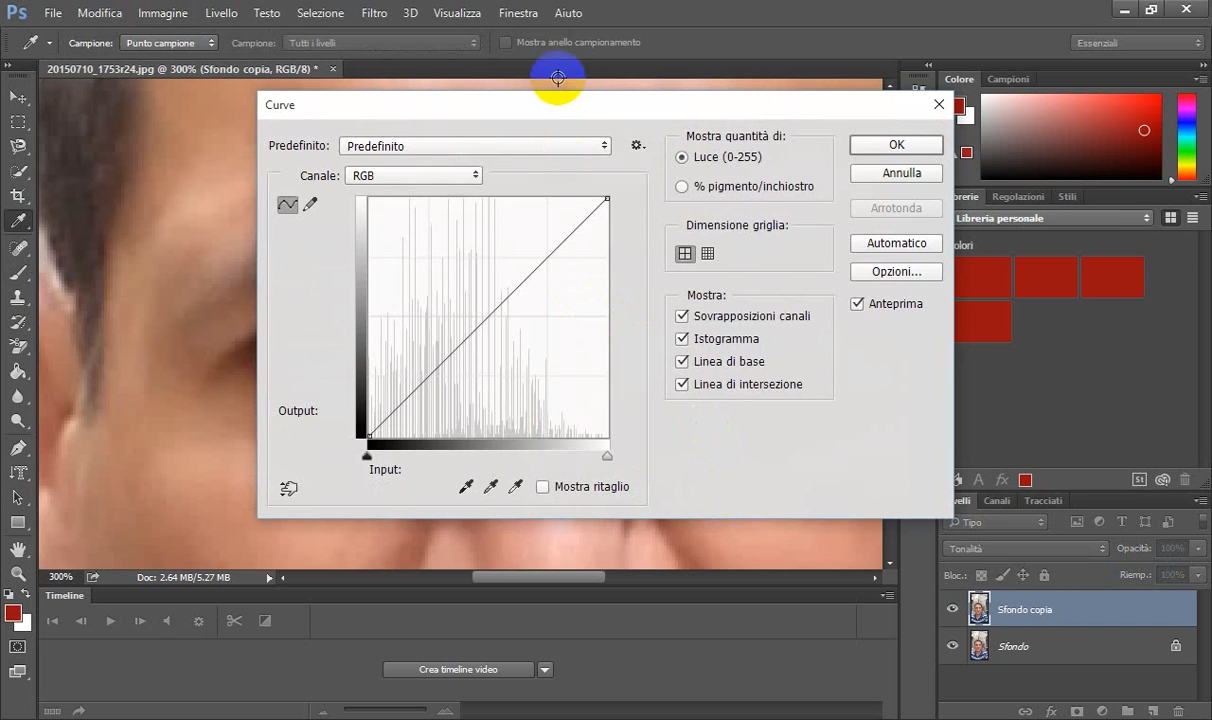 Ps File Modifica Immagine Livello Testo Selezione Filtro 3D Visualizza Finestra Aiuto
Campione: Punto campione Campione: Tutti i livelli Mostra anello campionamento Essenziali
20150710_1753r24.jpg @ 300% (Sfondo copia, RGB/8) *
Colore Campioni
Curve
Predefinito: Predefinito
Canale: RGB
Output:
Input:
Mostra ritaglio
Mostra quantità di:
Luce (0-255)
% pigmento/inchiostro
Dimensione griglia:
Mostra:
Sovrapposizioni canali
Istogramma
Linea di base
Linea di intersezione
OK
Annulla
Arrotonda
Automatico
Opzioni...
Anteprima
Regolazioni Stili
Libreria personale
St
Canali Tracciati
Tipo
Tonalità Opacità: 100%
Bloc.: Riemp.: 100%
Sfondo copia
Sfondo
300% Doc: 2.64 MB/5.27 MB
Timeline
Crea timeline video